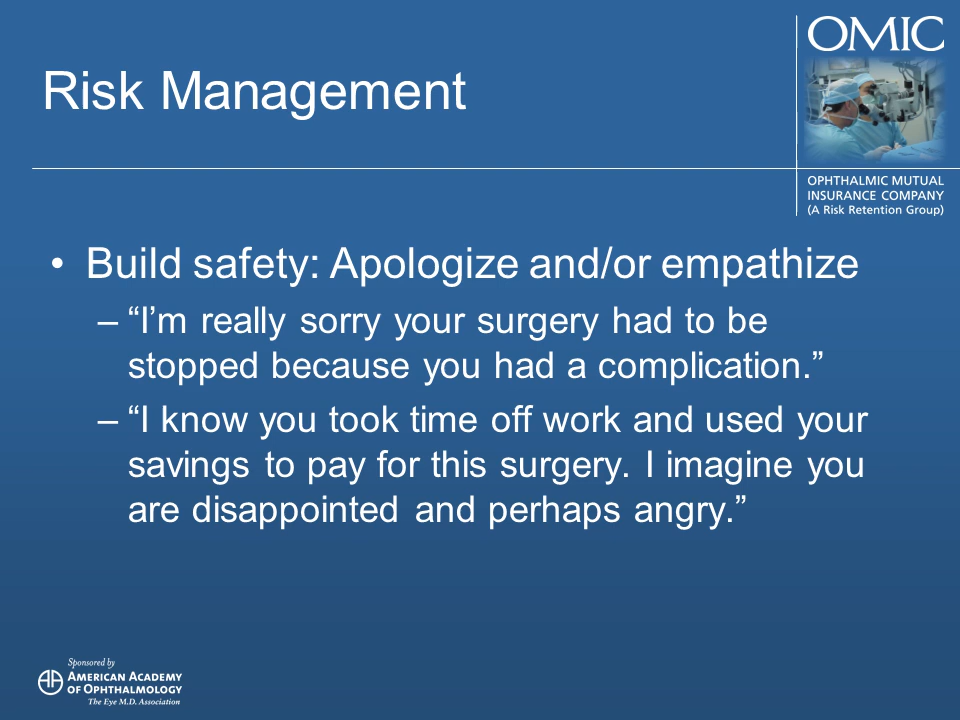 OMIC
Risk Management
OPHTHALMIC MUTUAL
INSURANCE COMPANY
(A Risk Retention Group)
• Build safety: Apologize and/or empathize
– “I’m really sorry your surgery had to be
stopped because you had a complication.”
– “I know you took time off work and used your
savings to pay for this surgery. I imagine you
are disappointed and perhaps angry.”
Sponsored by
AMERICAN ACADEMY
OF OPHTHALMOLOGY
The Eye M.D. Association